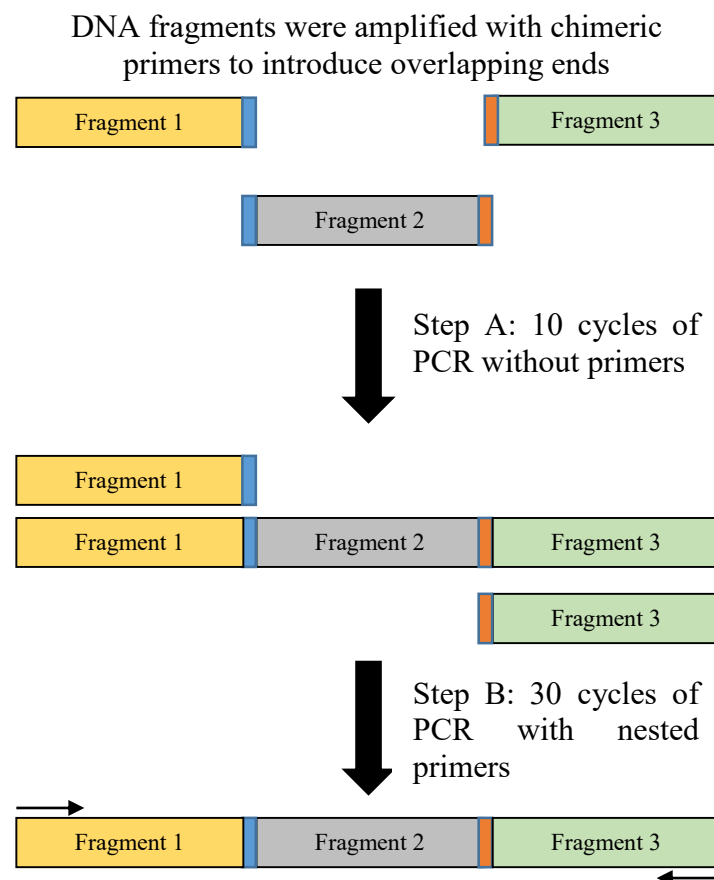 DNA fragments were amplified with chimeric
primers to introduce overlapping ends
Fragment 1
Fragment 3
Fragment 2
Step A: 10 cycles of
PCR without primers
Fragment 1
Fragment 1
Fragment 2
Fragment 3
Fragment 3
Step B: 30 cycles of
PCR with nested
primers
Fragment 1
Fragment 2
Fragment 3